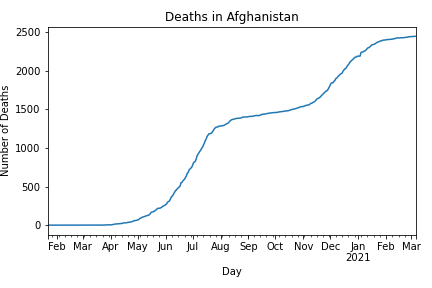 Deaths in Afghanistan
Number of Deaths
2500
2000
1500
1000
500
0
Feb Mar Apr May Jun Jul Aug Sep Oct Nov Dec Jan Feb Mar
2021
Day